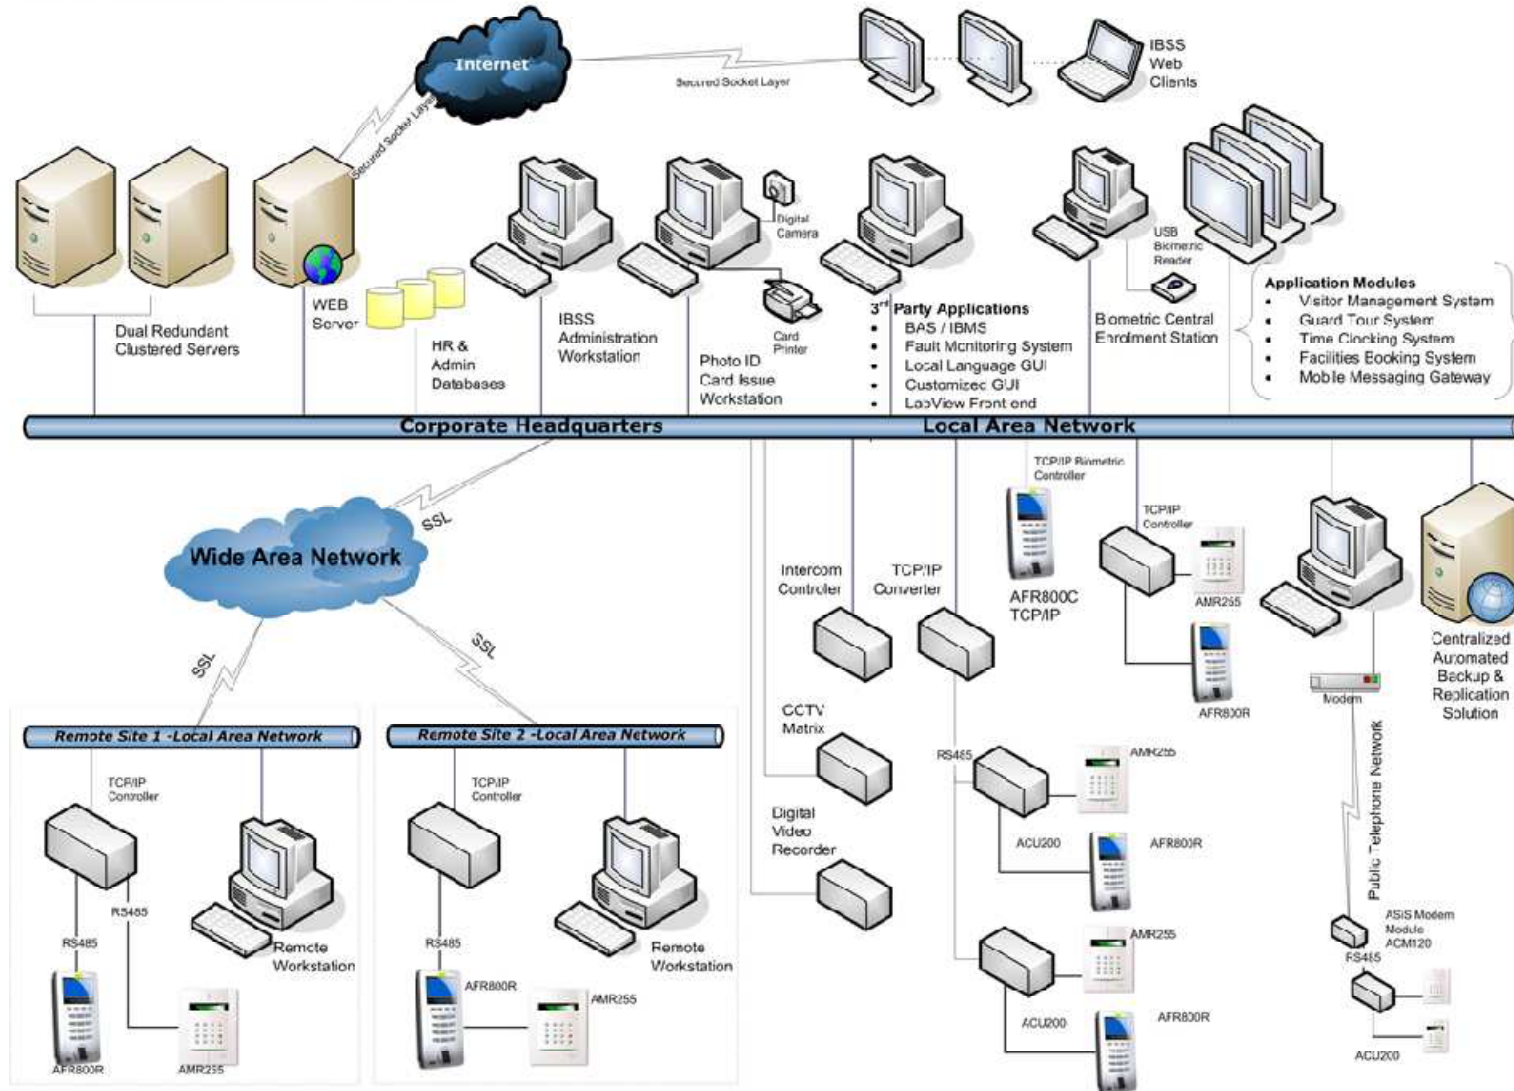 Internet
Secured Socket Layer
IBSS
Web
Clients
Secured Socket Layer
Dual Redundant
Clustered Servers
WEB
Server
HR &
Admin
Databases
IBSS
Administration
Workstation
Digital
Camera
Card
Printer
Photo ID
Card Issue
Workstation
3rd Party Applications
• BAS / IBMS
• Fault Monitoring System
• Local Language GUI
• Customized GUI
• LabView Front end
USB
Biometric
Reader
Biometric Central
Enrolment Station
Application Modules
• Visitor Management System
• Guard Tour System
• Time Clocking System
• Facilities Booking System
• Mobile Messaging Gateway
Corporate Headquarters Local Area Network
SSL
Wide Area Network
SSL
SSL
Intercom
Controller
TCP/IP
Converter
TCP/IP Biometric
Controller
AFR800C
TCP/IP
TCP/IP
Controller
AMR255
AFR800R
Modem
Centralized
Automated
Backup &
Replication
Solution
Remote Site 1 -Local Area Network
TCP/IP
Controller
RS485
RS485
Remote
Workstation
AFR800R
AMR255
Remote Site 2 -Local Area Network
TCP/IP
Controller
RS485
Remote
Workstation
AFR800R
AMR255
CCTV
Matrix
Digital
Video
Recorder
RS485
AMR255
ACU200
AFR800R
AMR255
ACU200
AFR800R
Public Telephone Network
ASIS Modem
Module
ACM120
RS485
ACU200